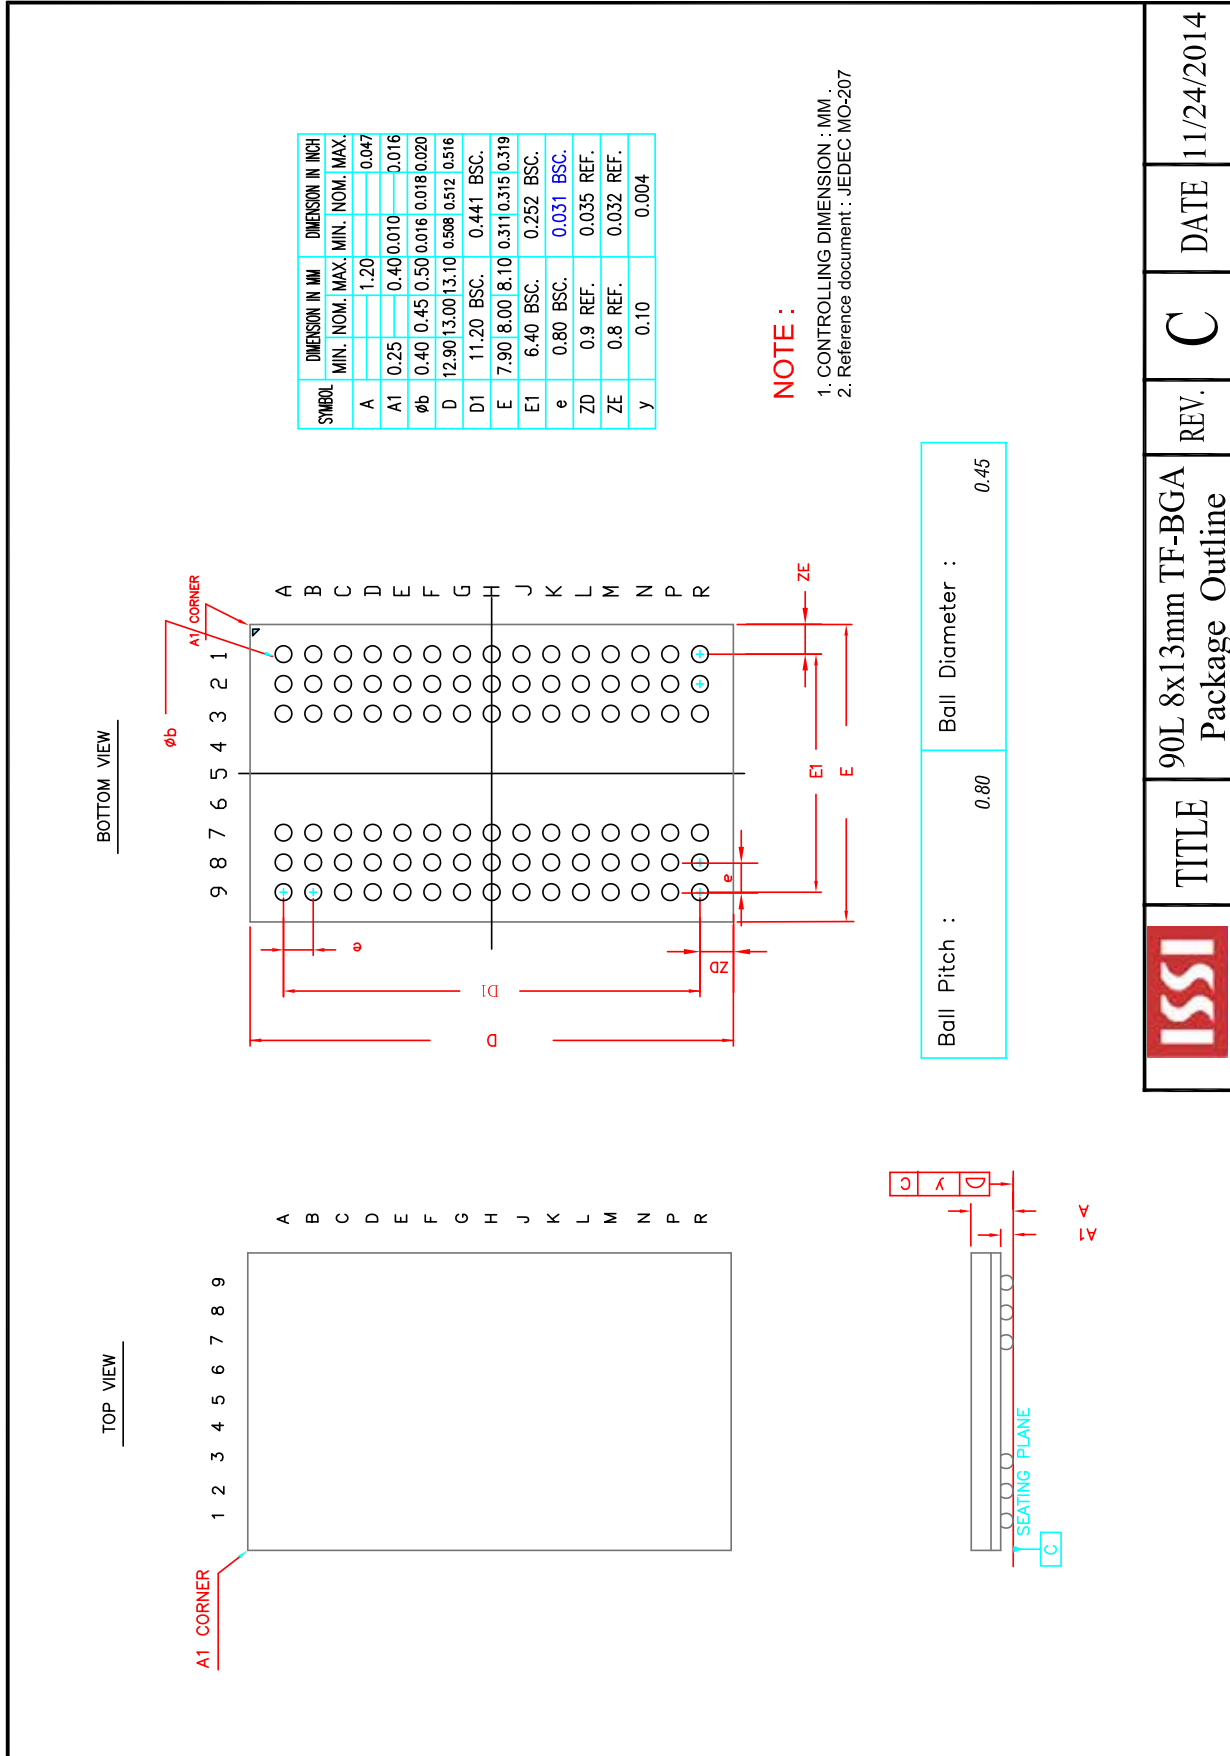 TOP VIEW
A1 CORNER
1 2 3 4 5 6 7 8 9
A
B
C
D
E
F
G
H
J
K
L
M
N
P
R
BOTTOM VIEW
A1 CORNER
øb
9 8 7 6 5 4 3 2 1
A
B
C
D
E
F
G
H
J
K
L
M
N
P
R
e
D1
D
ZD
e
E1
E
ZE
SYMBOL DIMENSION IN MM DIMENSION IN INCH
MIN. NOM. MAX. MIN. NOM. MAX.
A 1.20 0.047
A1 0.25 0.40 0.010 0.016
øb 0.40 0.45 0.50 0.016 0.018 0.020
D 12.90 13.00 13.10 0.508 0.512 0.516
D1 11.20 BSC. 0.441 BSC.
E 7.90 8.00 8.10 0.311 0.315 0.319
E1 6.40 BSC. 0.252 BSC.
e 0.80 BSC. 0.031 BSC.
ZD 0.9 REF. 0.035 REF.
ZE 0.8 REF. 0.032 REF.
y 0.10 0.004
NOTE :
1. CONTROLLING DIMENSION : MM .
2. Reference document : JEDEC MO-207
SEATING PLANE
C
y C
A
A1
Ball Pitch : 0.80
Ball Diameter : 0.45
ISSI
TITLE
90L 8x13mm TF-BGA
Package Outline
REV.
C
DATE
11/24/2014